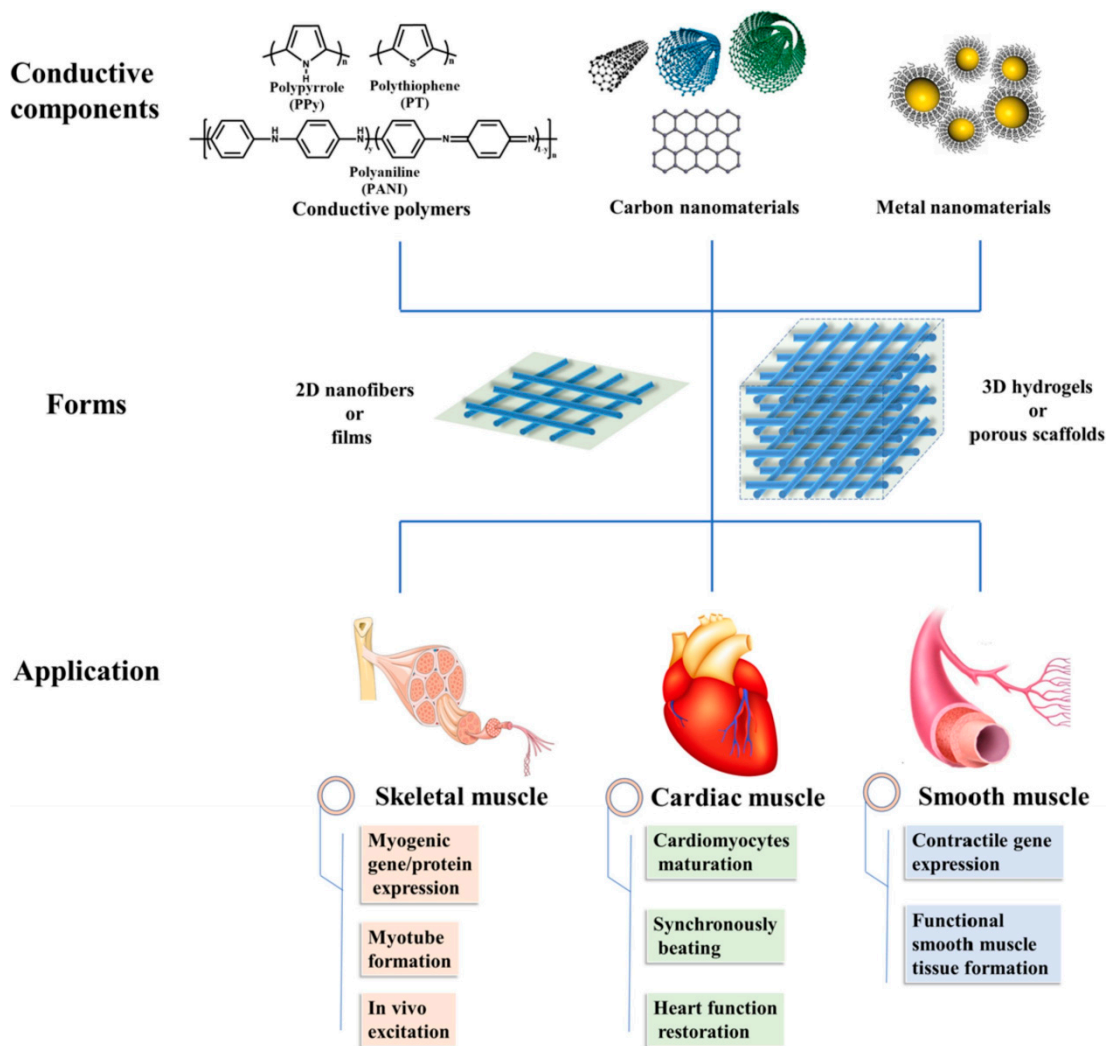 Conductive
components
N
H
n
Polypyrrole
(PPy)
S
n
Polythiophene
(PT)
H
N
H
N
y
N
N
1-y
n
Polyaniline
(PANI)
Conductive polymers
Carbon nanomaterials
Metal nanomaterials
Forms
2D nanofibers
or
films
3D hydrogels
or
porous scaffolds
Application
Skeletal muscle
Myogenic
gene/protein
expression
Myotube
formation
In vivo
excitation
Cardiac muscle
Cardiomyocytes
maturation
Synchronously
beating
Heart function
restoration
Smooth muscle
Contractile gene
expression
Functional
smooth muscle
tissue formation